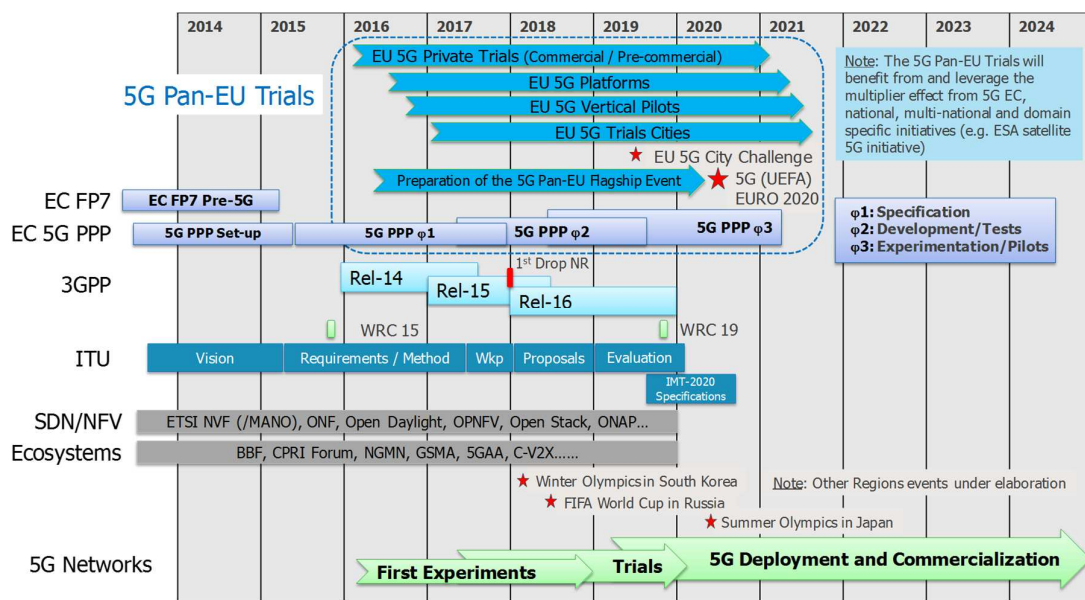 2014 2015 2016 2017 2018 2019 2020 2021 2022 2023 2024
5G Pan-EU Trials
EU 5G Private Trials (Commercial / Pre-commercial)
EU 5G Platforms
EU 5G Vertical Pilots
EU 5G Trials Cities
EU 5G City Challenge
Preparation of the 5G Pan-EU Flagship Event
5G (UEFA)
EURO 2020
Note: The 5G Pan-EU Trials will
benefit from and leverage the
multiplier effect from 5G EC,
national, multi-national and domain
specific initiatives (e.g. ESA satellite
5G initiative)
EC FP7
EC FP7 Pre-5G
EC 5G PPP
5G PPP Set-up
5G PPP φ1
5G PPP φ2
5G PPP φ3
φ1: Specification
φ2: Development/Tests
φ3: Experimentation/Pilots
3GPP
Rel-14
Rel-15
1st Drop NR
Rel-16
WRC 15
WRC 19
ITU
Vision
Requirements / Method
Wkp
Proposals
Evaluation
IMT-2020
Specifications
SDN/NFV
ETSI NVF (/MANO), ONF, Open Daylight, OPNFV, Open Stack, ONAP...
Ecosystems
BBF, CPRI Forum, NGMN, GSMA, 5GAA, C-V2X......
Winter Olympics in South Korea
Note: Other Regions events under elaboration
FIFA World Cup in Russia
Summer Olympics in Japan
5G Networks
First Experiments
Trials
5G Deployment and Commercialization